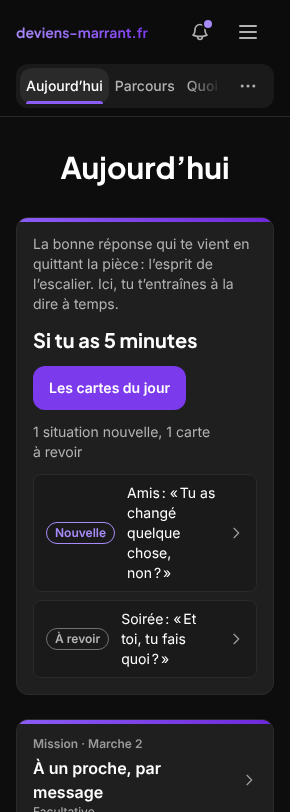 deviens-marrant.fr
Aujourd’hui Parcours Quoi
Aujourd’hui
La bonne réponse qui te vient en
quittant la pièce : l’esprit de
l’escalier. Ici, tu t’entraînes à la
dire à temps.
Si tu as 5 minutes
Les cartes du jour
1 situation nouvelle, 1 carte
à revoir
Nouvelle
Amis : « Tu as
changé
quelque
chose,
non ? »
À revoir
Soirée : « Et
toi, tu fais
quoi ? »
Mission · Marche 2
À un proche, par
message
Facultative